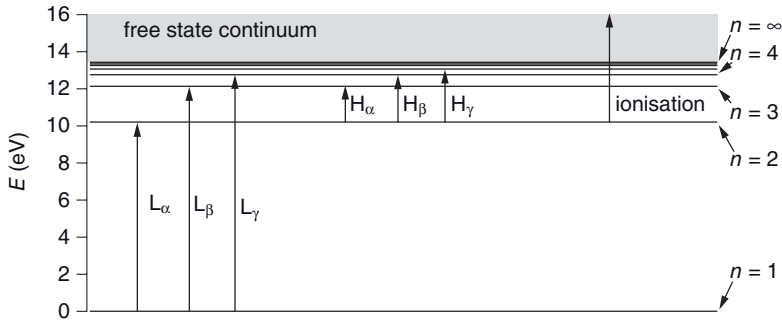 16
14
12
10
8
6
4
2
0
E (eV)
free state continuum
Lα
Lβ
Lγ
Hα
Hβ
Hγ
ionisation
n = ∞
n = 4
n = 3
n = 2
n = 1